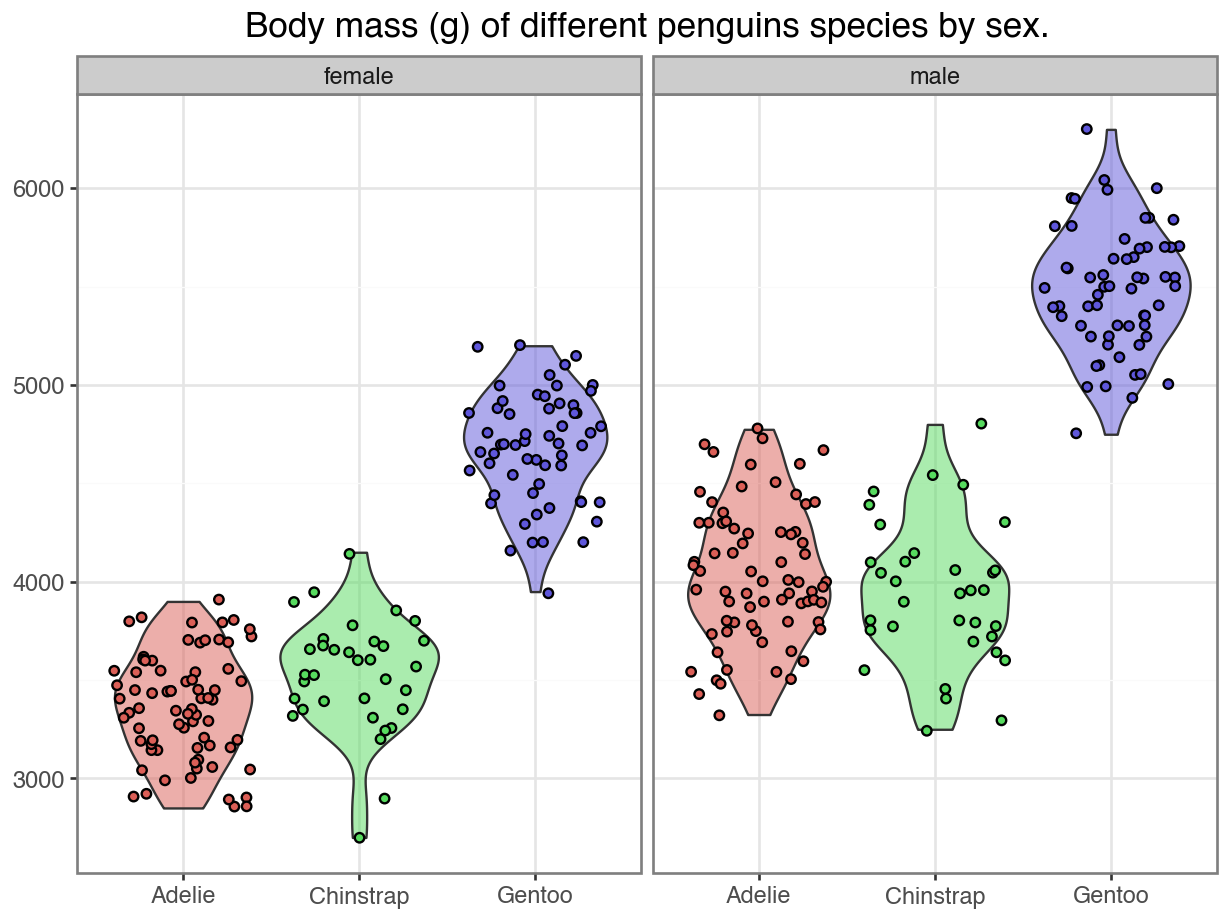 Body mass (g) of different penguins species by sex.
female
male
6000
5000
4000
3000
Adelie
Chinstrap
Gentoo
Adelie
Chinstrap
Gentoo